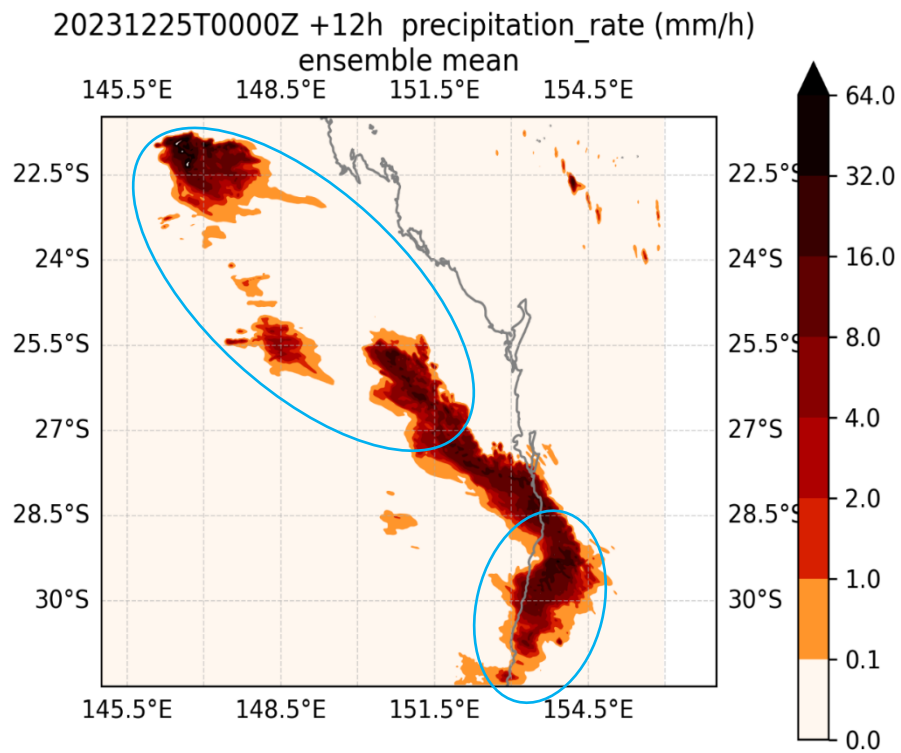 20231225T0000Z +12h precipitation_rate (mm/h)
ensemble mean
145.5°E 148.5°E 151.5°E 154.5°E
64.0
22.5°S 22.5°S 32.0
24°S 24°S 16.0
25.5°S 25.5°S 8.0
4.0
27°S 27°S 2.0
28.5°S 28.5°S 1.0
30°S 30°S 0.1
145.5°E 148.5°E 151.5°E 154.5°E
0.0